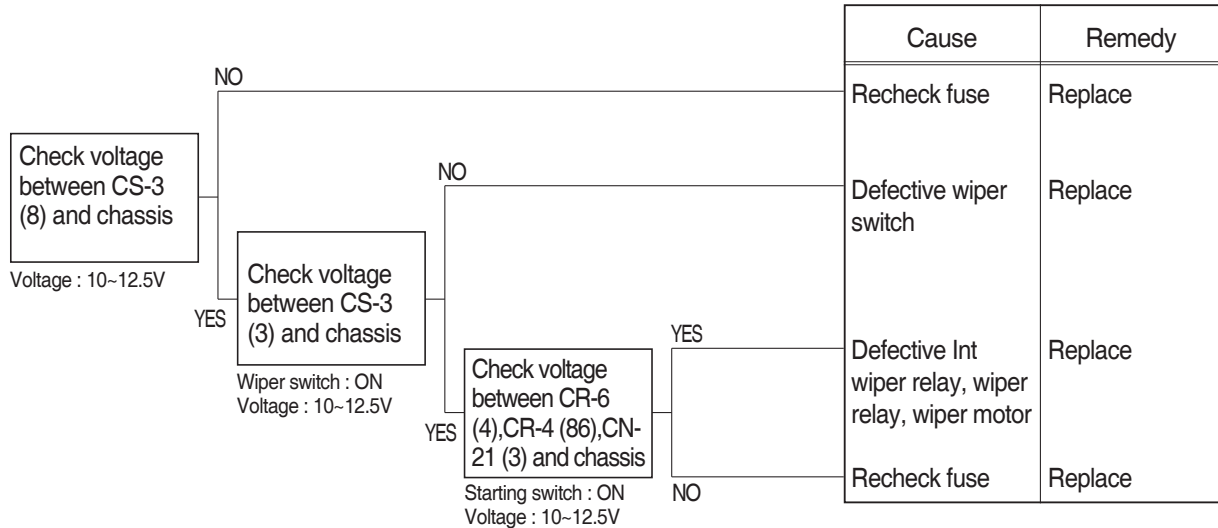 Cause
Remedy
NO
Recheck fuse
Replace
Check voltage
between CS-3
(8) and chassis
Voltage : 10~12.5V
NO
Defective wiper
switch
Replace
YES
Check voltage
between CS-3
(3) and chassis
Wiper switch : ON
Voltage : 10~12.5V
YES
Defective Int
wiper relay, wiper
relay, wiper motor
Replace
YES
Check voltage
between CR-6
(4),CR-4 (86),CN-
21 (3) and chassis
Starting switch : ON
Voltage : 10~12.5V
NO
Recheck fuse
Replace